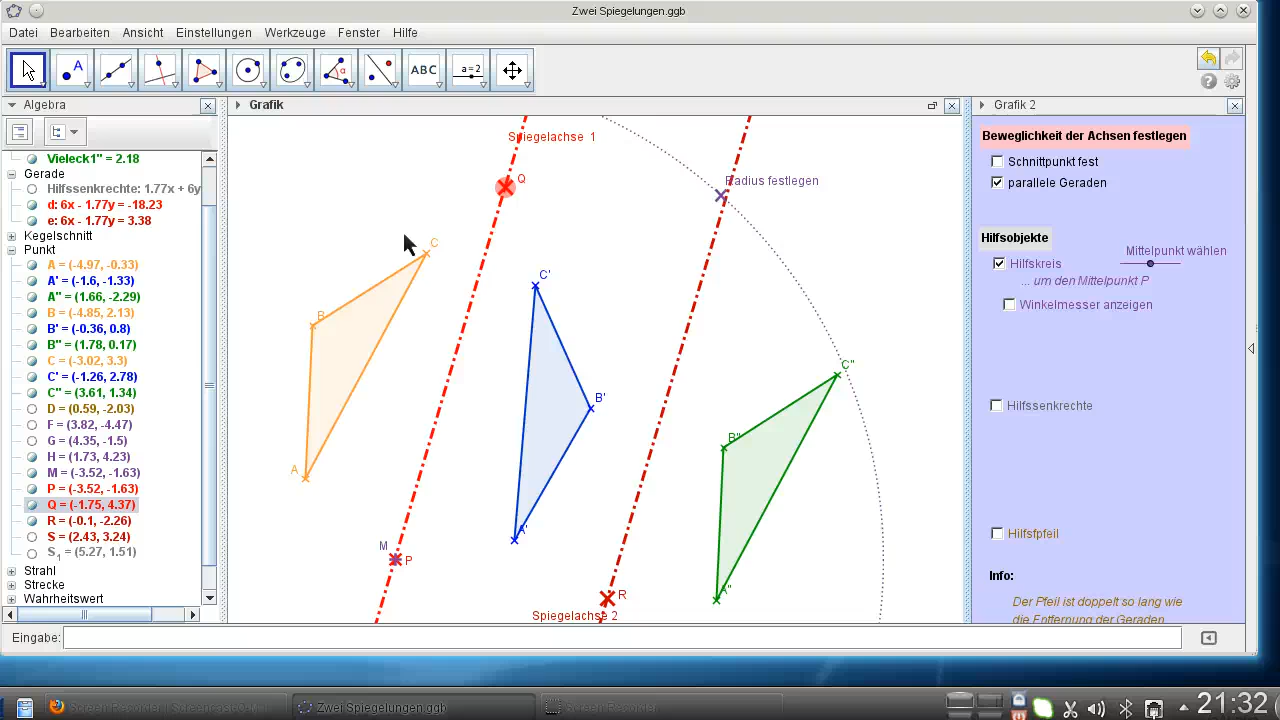 Zwei Spiegelungen.ggb
Datei Bearbeiten Ansicht Einstellungen Werkzeuge Fenster Hilfe
A ABC a=2
Algebra
Vieleck1'' = 2.18
Gerade
Hilfssenkrechte: 1.77x + 6y
d: 6x - 1.77y = -18.23
e: 6x - 1.77y = 3.38
Kegelschnitt
Punkt
A = (-4.97, -0.33)
A' = (-1.6, -1.33)
A'' = (1.66, -2.29)
B = (-4.85, 2.13)
B' = (-0.36, 0.8)
B'' = (1.78, 0.17)
C = (-3.02, 3.3)
C' = (-1.26, 2.78)
C'' = (3.61, 1.34)
D = (0.59, -2.03)
F = (3.82, -4.47)
G = (4.35, -1.5)
H = (1.73, 4.23)
M = (-3.52, -1.63)
P = (-3.52, -1.63)
Q = (-1.75, 4.37)
R = (-0.1, -2.26)
S = (2.43, 3.24)
S1 = (5.27, 1.51)
Strahl
Strecke
Wahrheitswert
Grafik
Spiegelachse 1
Q
Radius festlegen
C
C'
B
C''
B'
B''
A
A'
M
P
A''
R
Spiegelachse 2
Grafik 2
Beweglichkeit der Achsen festlegen
Schnittpunkt fest
parallele Geraden
Hilfsobjekte
Mittelpunkt wählen
Hilfskreis
... um den Mittelpunkt P
Winkelmesser anzeigen
Hilfssenkrechte
Hilfsfpfeil
Info:
Der Pfeil ist doppelt so lang wie
die Entfernung der Geraden
Eingabe:
Zwei Spiegelungen.ggb
21:32